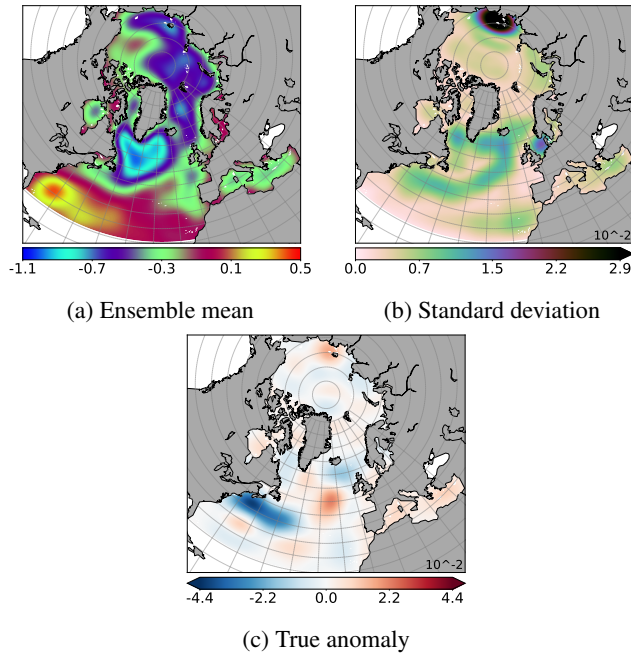 10^-2
-1.1 -0.7 -0.3 0.1 0.5
0.0 0.7 1.5 2.2 2.9
(a) Ensemble mean
(b) Standard deviation
10^-2
-4.4 -2.2 0.0 2.2 4.4
(c) True anomaly